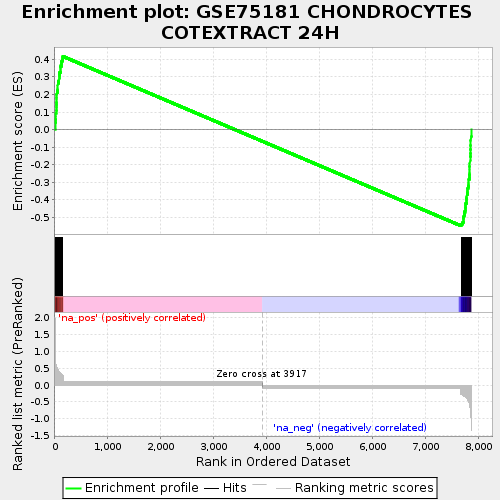 Enrichment plot: GSE75181 CHONDROCYTES
COTEXTRACT 24H
Enrichment score (ES)
0.4
0.3
0.2
0.1
0.0
-0.1
-0.2
-0.3
-0.4
-0.5
'na_pos' (positively correlated)
Ranked list metric (PreRanked)
2.0
1.5
1.0
0.5
0.0
-0.5
-1.0
-1.5
Zero cross at 3917
'na_neg' (negatively correlated)
0 1,000 2,000 3,000 4,000 5,000 6,000 7,000 8,000
Rank in Ordered Dataset
Enrichment profile Hits Ranking metric scores